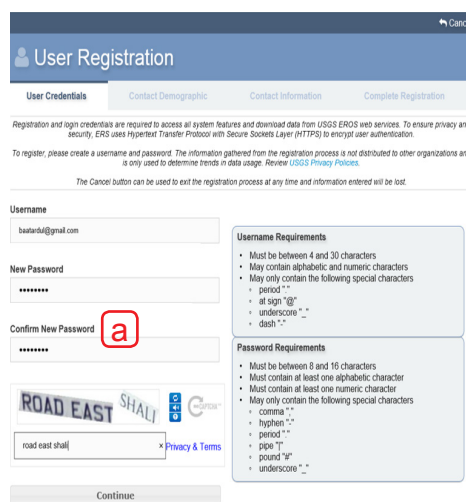 Canc
User Registration
User Credentials
Contact Demographic
Contact Information
Complete Registration
Registration and login credentials are required to access all system features and download data from USGS EROS web services. To ensure privacy an
security, ERS uses Hypertext Transfer Protocol with Secure Sockets Layer (HTTPS) to encrypt user authentication.
To register, please create a username and password. The information gathered from the registration process is not distributed to other organizations an
is only used to determine trends in data usage. Review USGS Privacy Policies.
The Cancel button can be used to exit the registration process at any time and information entered will be lost.
Username
baatardul@gmail.com
New Password
••••••••
Confirm New Password
a
••••••••
ROAD EAST SHALI
road east shali
×
Privacy & Terms
Continue
Username Requirements
• Must be between 4 and 30 characters
• May contain alphabetic and numeric characters
• May only contain the following special characters
◦ period "."
◦ at sign "@"
◦ underscore "_"
◦ dash "-"
Password Requirements
• Must be between 8 and 16 characters
• Must contain at least one alphabetic character
• Must contain at least one numeric character
• May only contain the following special characters
◦ comma ","
◦ hyphen "-"
◦ period "."
◦ pipe "|"
◦ pound "#"
◦ underscore "_"